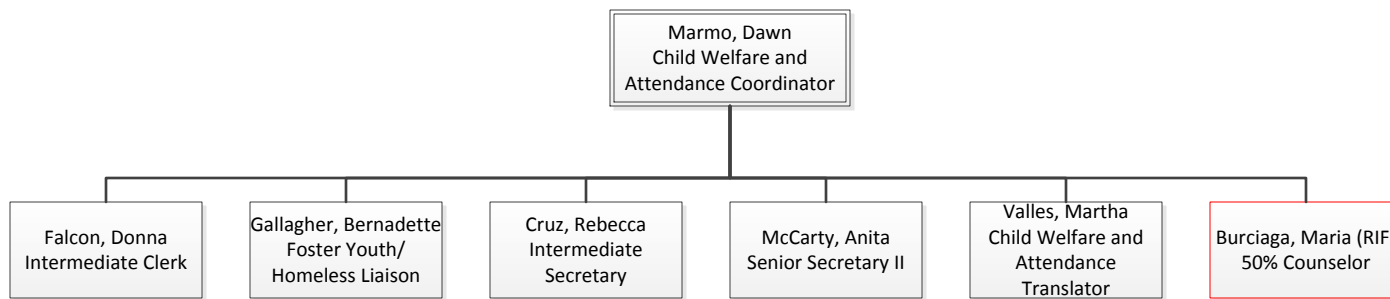 Marmo, Dawn
Child Welfare and
Attendance Coordinator
Falcon, Donna
Intermediate Clerk
Gallagher, Bernadette
Foster Youth/
Homeless Liaison
Cruz, Rebecca
Intermediate
Secretary
McCarty, Anita
Senior Secretary II
Valles, Martha
Child Welfare and
Attendance
Translator
Burciaga, Maria (RIF
50% Counselor